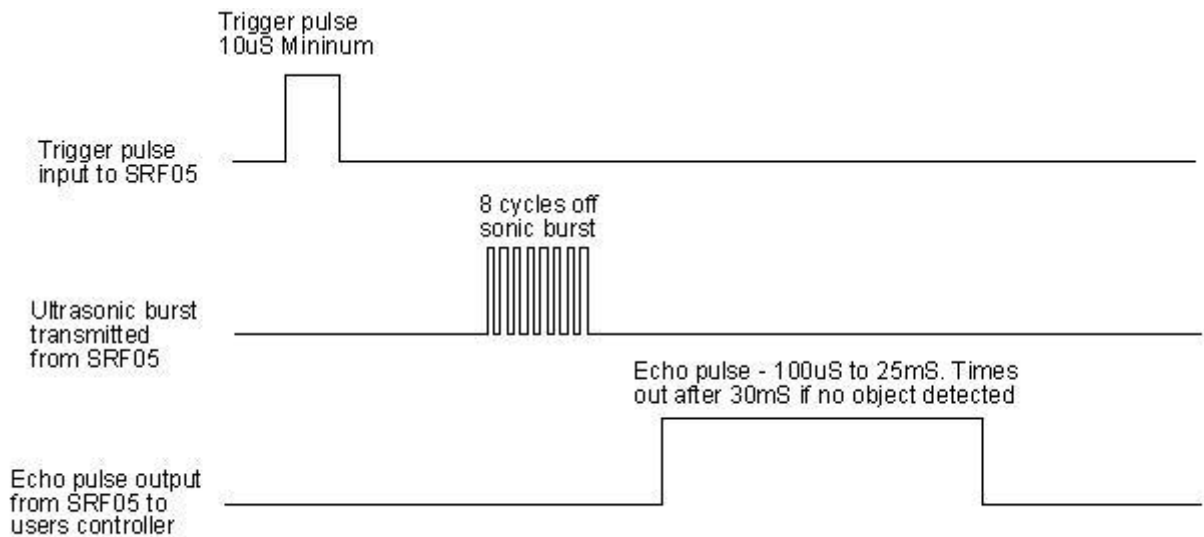 Trigger pulse
10uS Mininum
Trigger pulse
input to SRF05
8 cycles off
sonic burst
Ultrasonic burst
transmitted
from SRF05
Echo pulse - 100uS to 25mS. Times
out after 30mS if no object detected
Echo pulse output
from SRF05 to
users controller